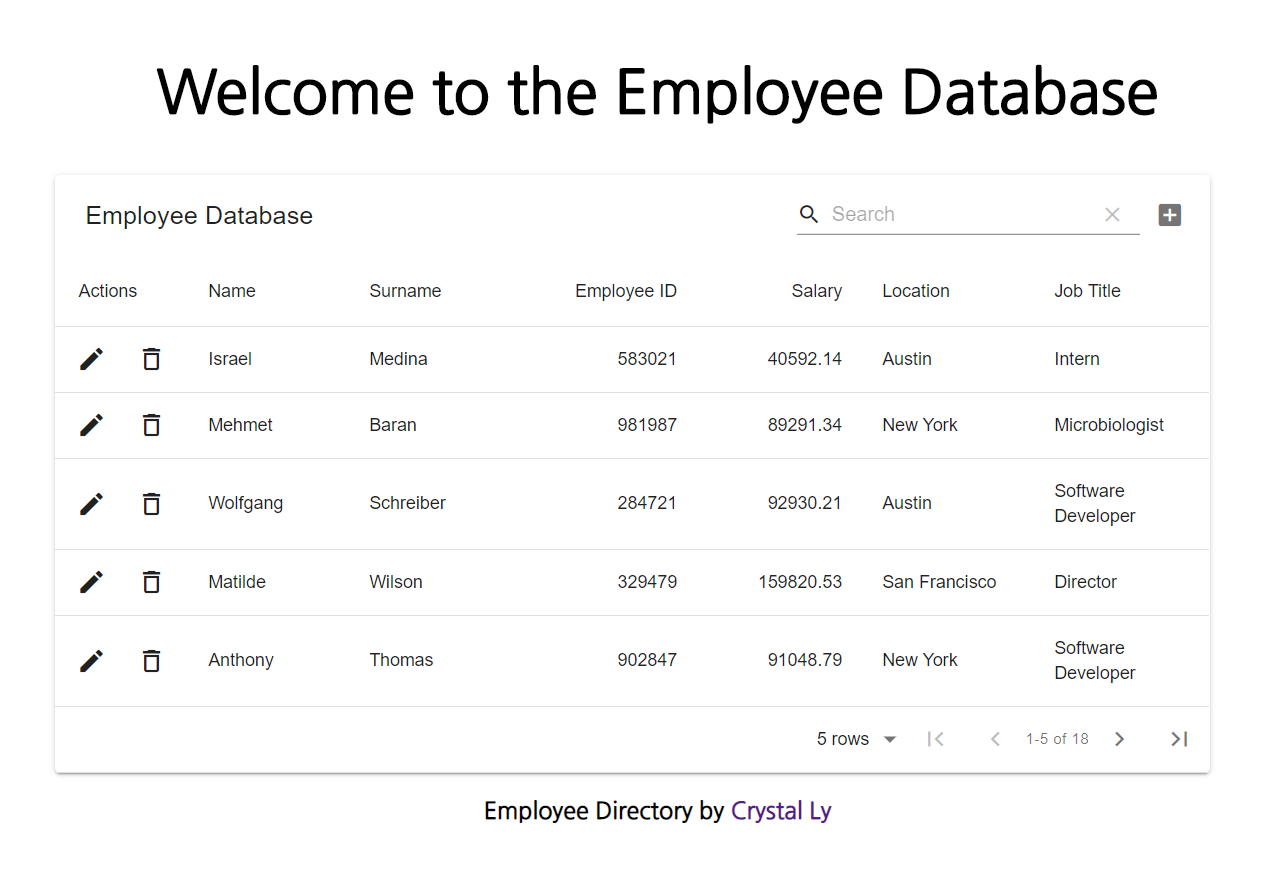 Welcome to the Employee Database
Employee Database
Search
Actions Name Surname Employee ID Salary Location Job Title
Israel Medina 583021 40592.14 Austin Intern
Mehmet Baran 981987 89291.34 New York Microbiologist
Wolfgang Schreiber 284721 92930.21 Austin Software
Developer
Matilde Wilson 329479 159820.53 San Francisco Director
Anthony Thomas 902847 91048.79 New York Software
Developer
5 rows 1-5 of 18
Employee Directory by Crystal Ly